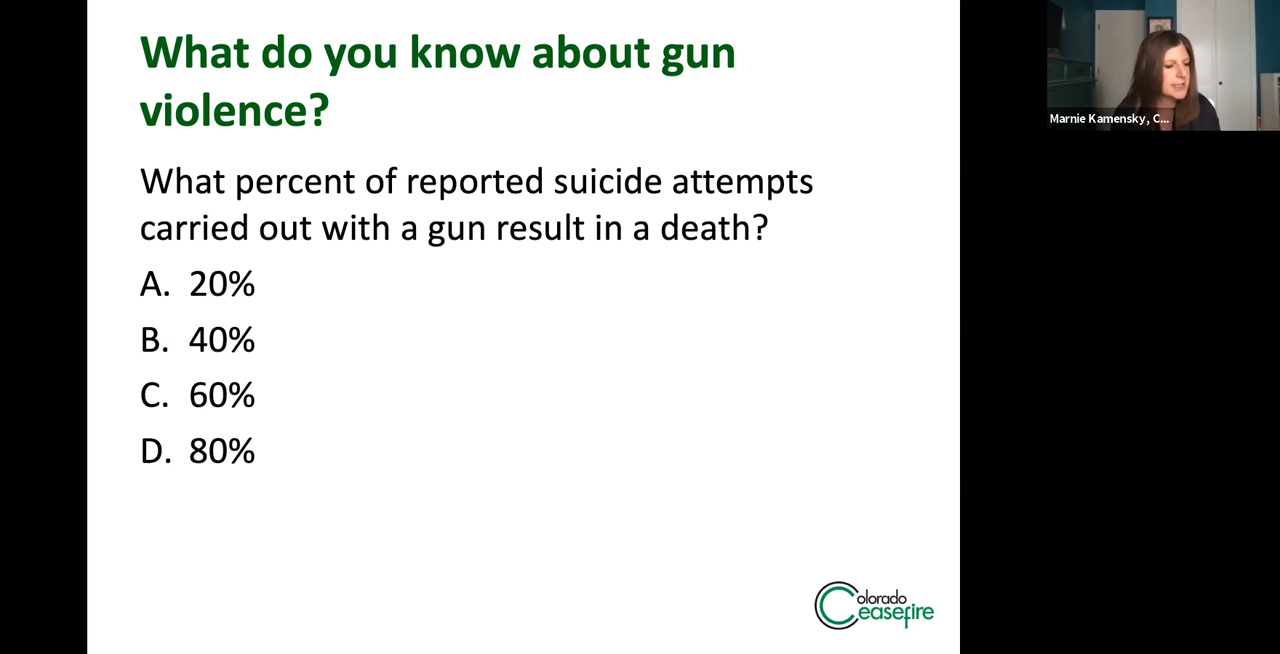 What do you know about gun
violence?
What percent of reported suicide attempts
carried out with a gun result in a death?
A. 20%
B. 40%
C. 60%
D. 80%
Colorado
Ceasefire
Marnie Kamensky, C...